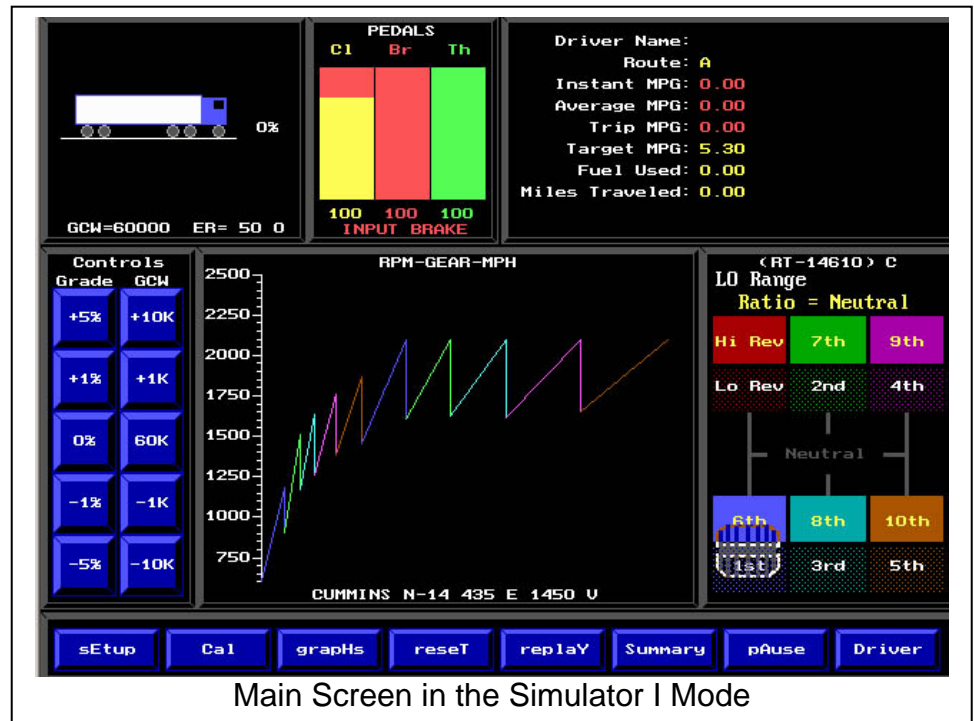 0%
GCW=60000 ER= 50 0
PEDALS
Cl Br Th
100 100 100
INPUT BRAKE
Driver Name:
Route: A
Instant MPG: 0.00
Average MPG: 0.00
Trip MPG: 0.00
Target MPG: 5.30
Fuel Used: 0.00
Miles Traveled: 0.00
Controls
Grade GCW
+5% +10K
+1% +1K
0% 60K
-1% -1K
-5% -10K
RPM-GEAR-MPH
2500
2250
2000
1750
1500
1250
1000
750
CUMMINS N-14 435 E 1450 V
(RT-14610) C
LO Range
Ratio = Neutral
Hi Rev 7th 9th
Lo Rev 2nd 4th
Neutral
6th 8th 10th
1st 3rd 5th
sEtup Cal grapHs reseT replaY Summary pAuse Driver
Main Screen in the Simulator I Mode